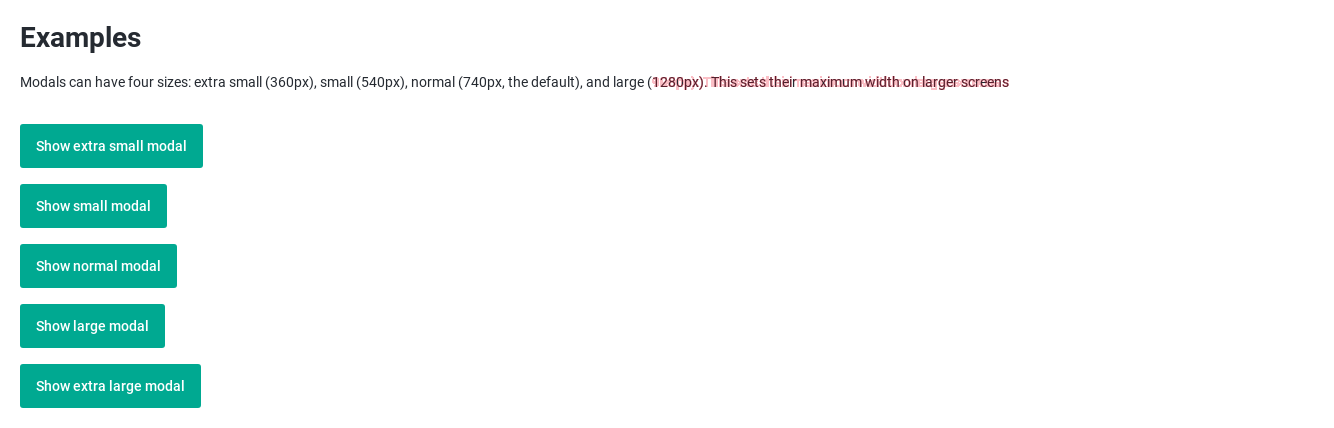 Examples
Modals can have four sizes: extra small (360px), small (540px), normal (740px, the default), and large (1280px). This sets their maximum width on larger screens
Show extra small modal
Show small modal
Show normal modal
Show large modal
Show extra large modal